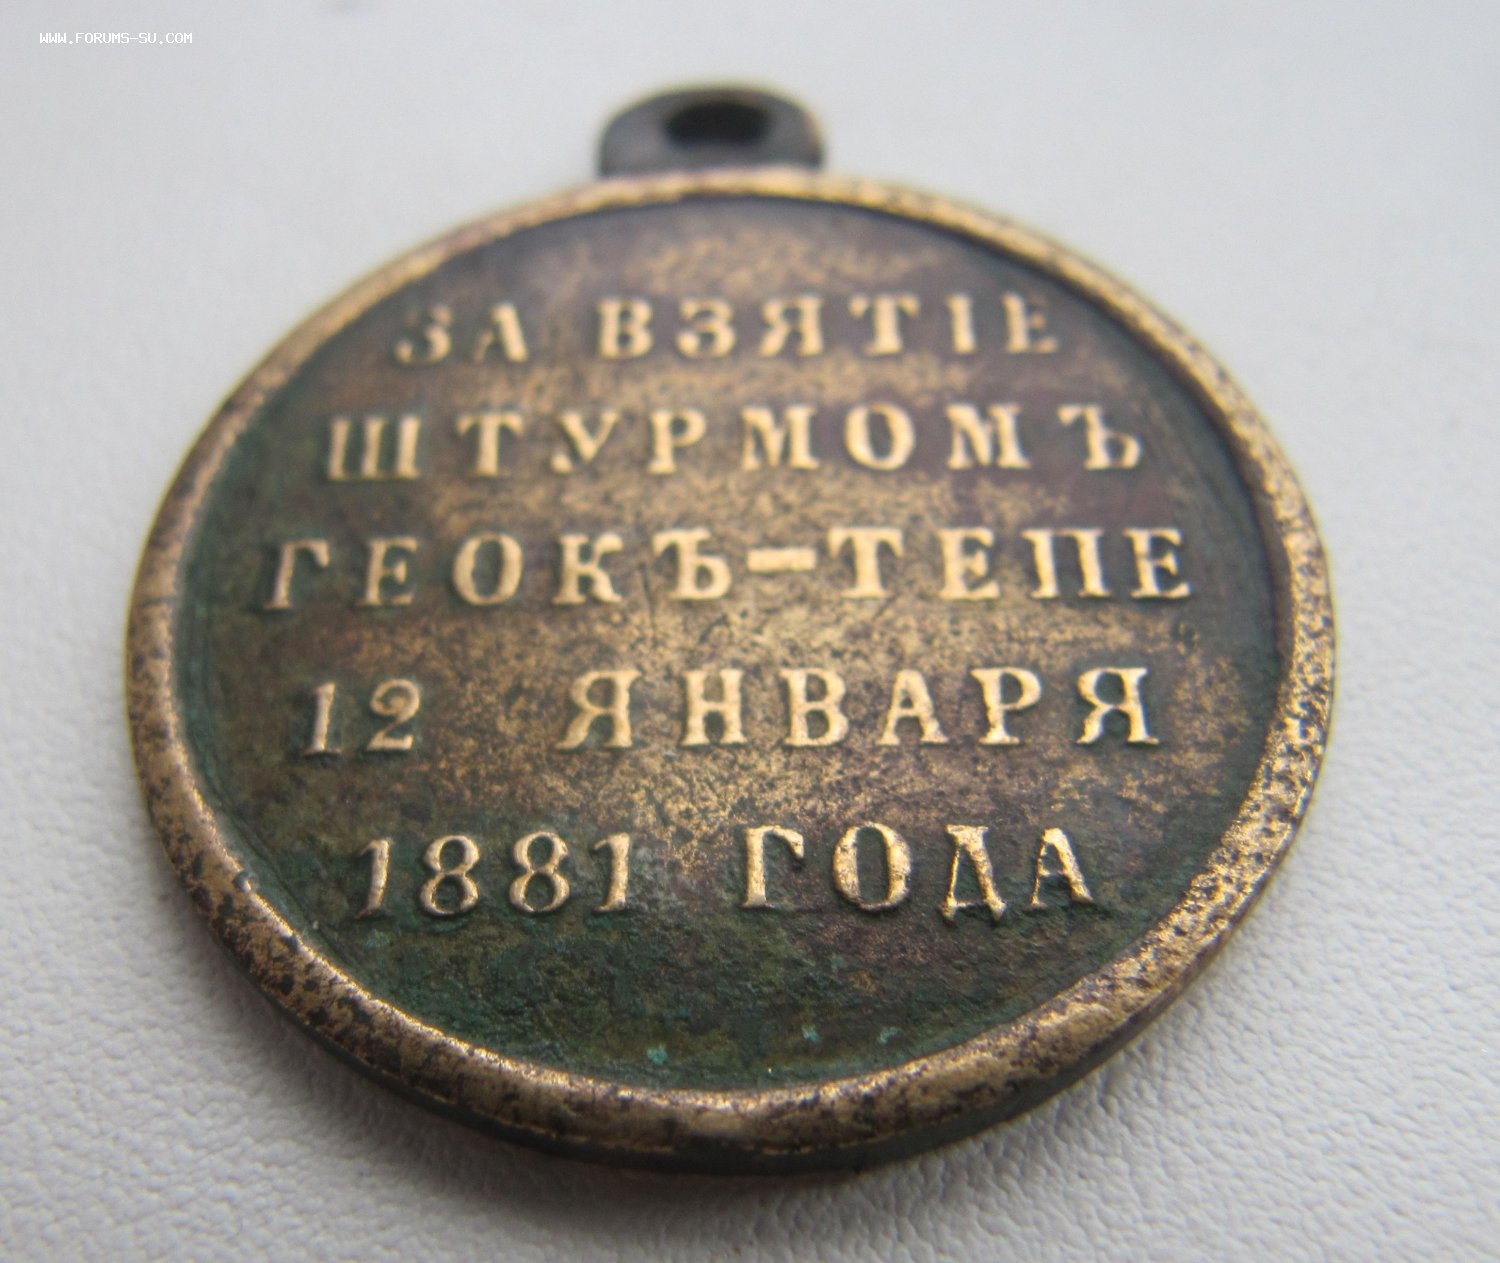 WWW.FORUMS-SU.COM
ЗА ВЗЯТІЕ
ШТУРМОМЪ
ГЕОКЪ-ТЕПЕ
12 ЯНВАРЯ
1881 ГОДА